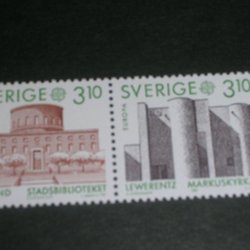 SVERIGE 3,10
ND STADSBIBLIOTEKET
SVERIGE 3,10
EUROPA
LEWERENTZ MARKUSKYRK